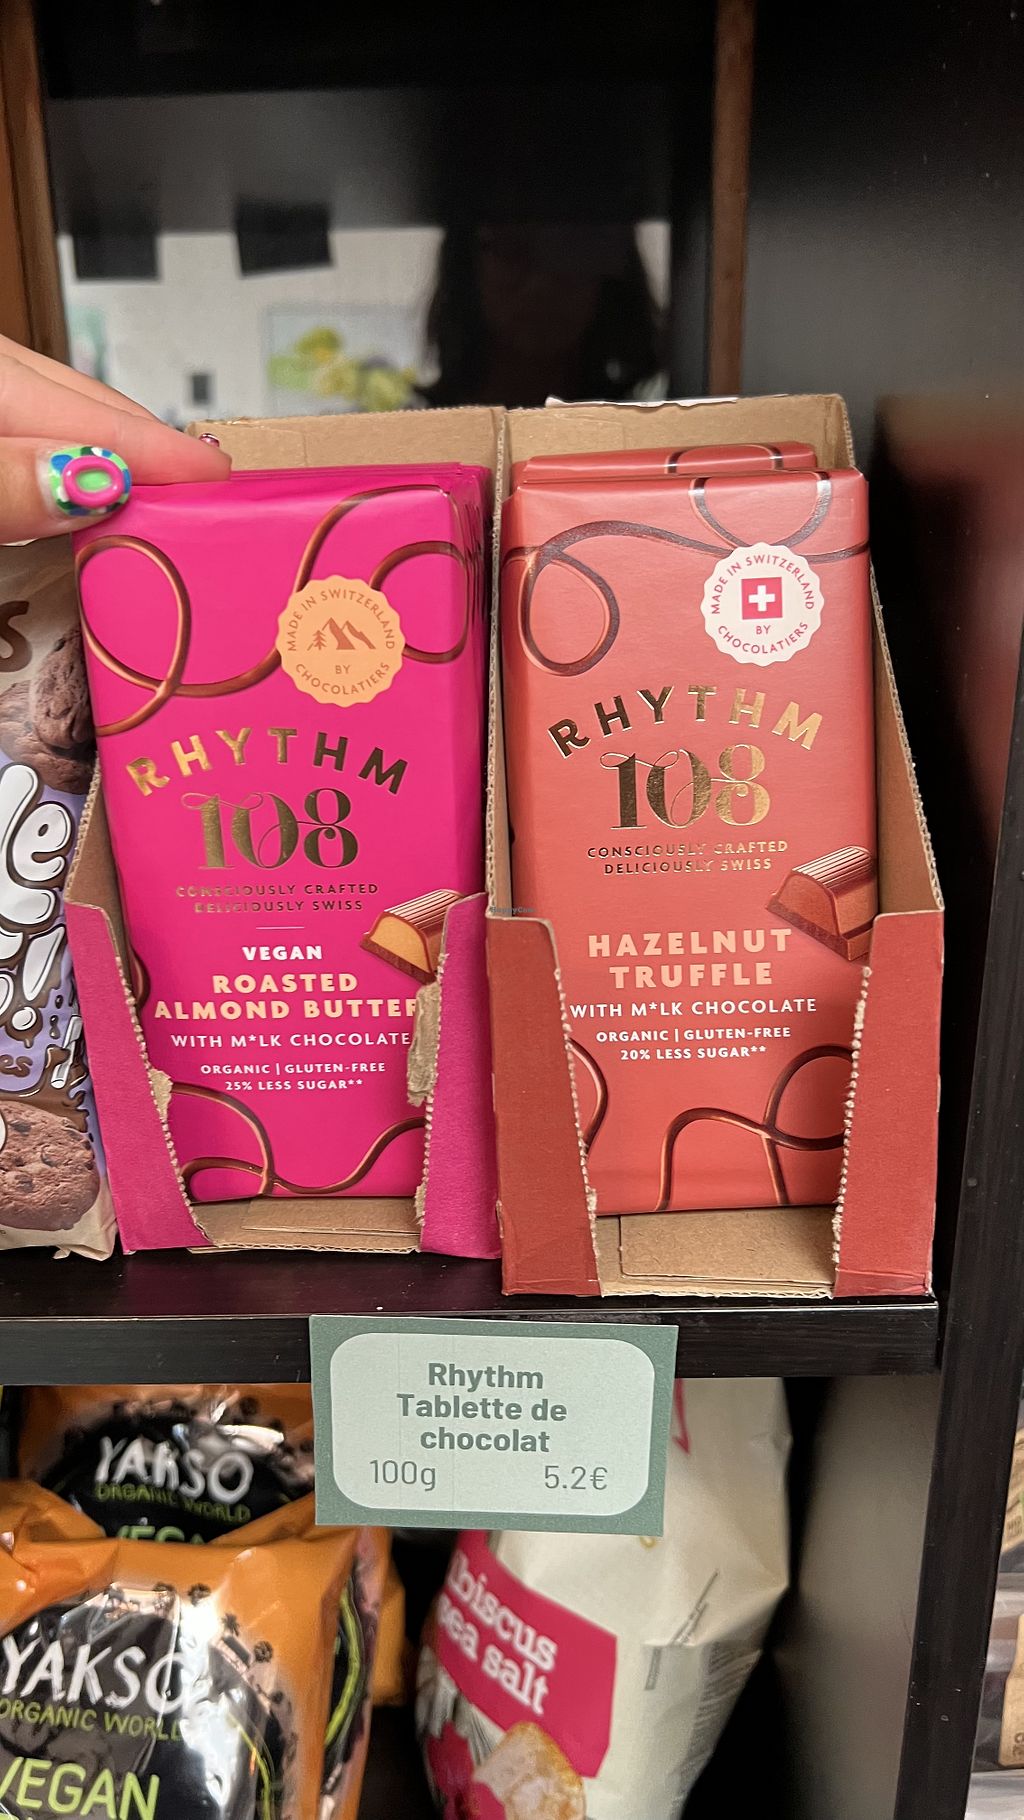 MADE IN SWITZERLAND
BY
CHOCOLATIERS
RHYTHM
108
CONSCIOUSLY CRAFTED
DELICIOUSLY SWISS
VEGAN
ROASTED
ALMOND BUTTER
WITH M*LK CHOCOLATE
ORGANIC | GLUTEN-FREE
25% LESS SUGAR**
MADE IN SWITZERLAND
BY
CHOCOLATIERS
RHYTHM
108
CONSCIOUSLY CRAFTED
DELICIOUSLY SWISS
HAZELNUT
TRUFFLE
WITH M*LK CHOCOLATE
ORGANIC | GLUTEN-FREE
20% LESS SUGAR**
Rhythm
Tablette de
chocolat
100g 5.2€
YAKSO
ORGANIC WORLD
YAKSO
ORGANIC WORL
VEGAN
biscus
sea salt